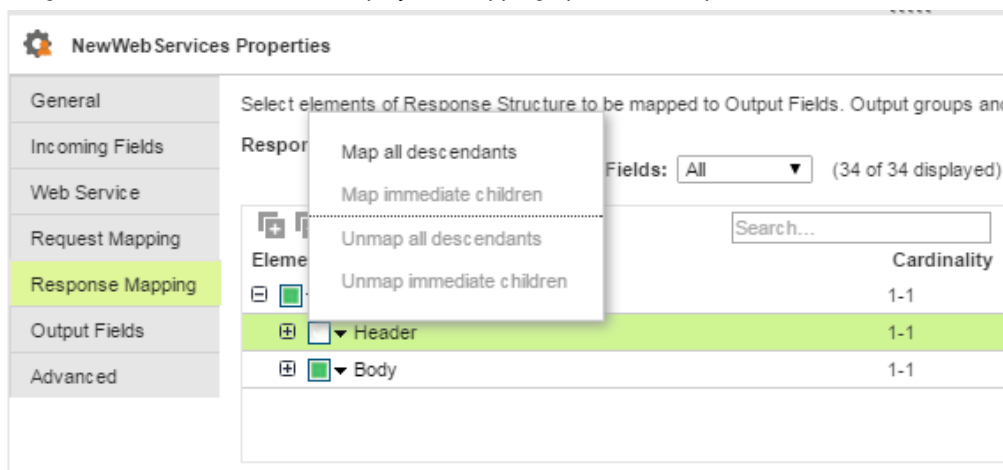 NewWebServices Properties
General
Incoming Fields
Web Service
Request Mapping
Response Mapping
Output Fields
Advanced
Select elements of Response Structure to be mapped to Output Fields. Output groups an
Respor
Fields: All (34 of 34 displayed)
Map all descendants
Map immediate children
Unmap all descendants
Unmap immediate children
Search...
Eleme Cardinality
1-1
Header 1-1
Body 1-1